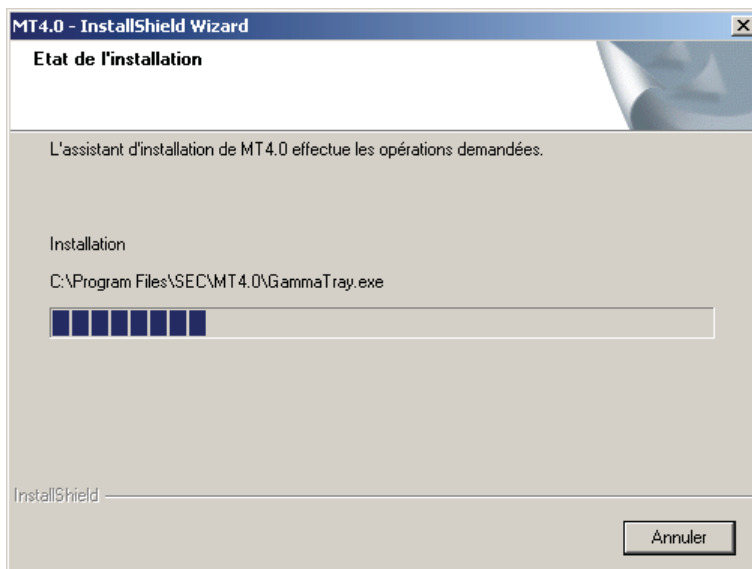 MT4.0 - InstallShield Wizard
Etat de l'installation
L'assistant d'installation de MT4.0 effectue les opérations demandées.
Installation
C:\Program Files\SEC\MT4.0\GammaTray.exe
InstallShield
Annuler